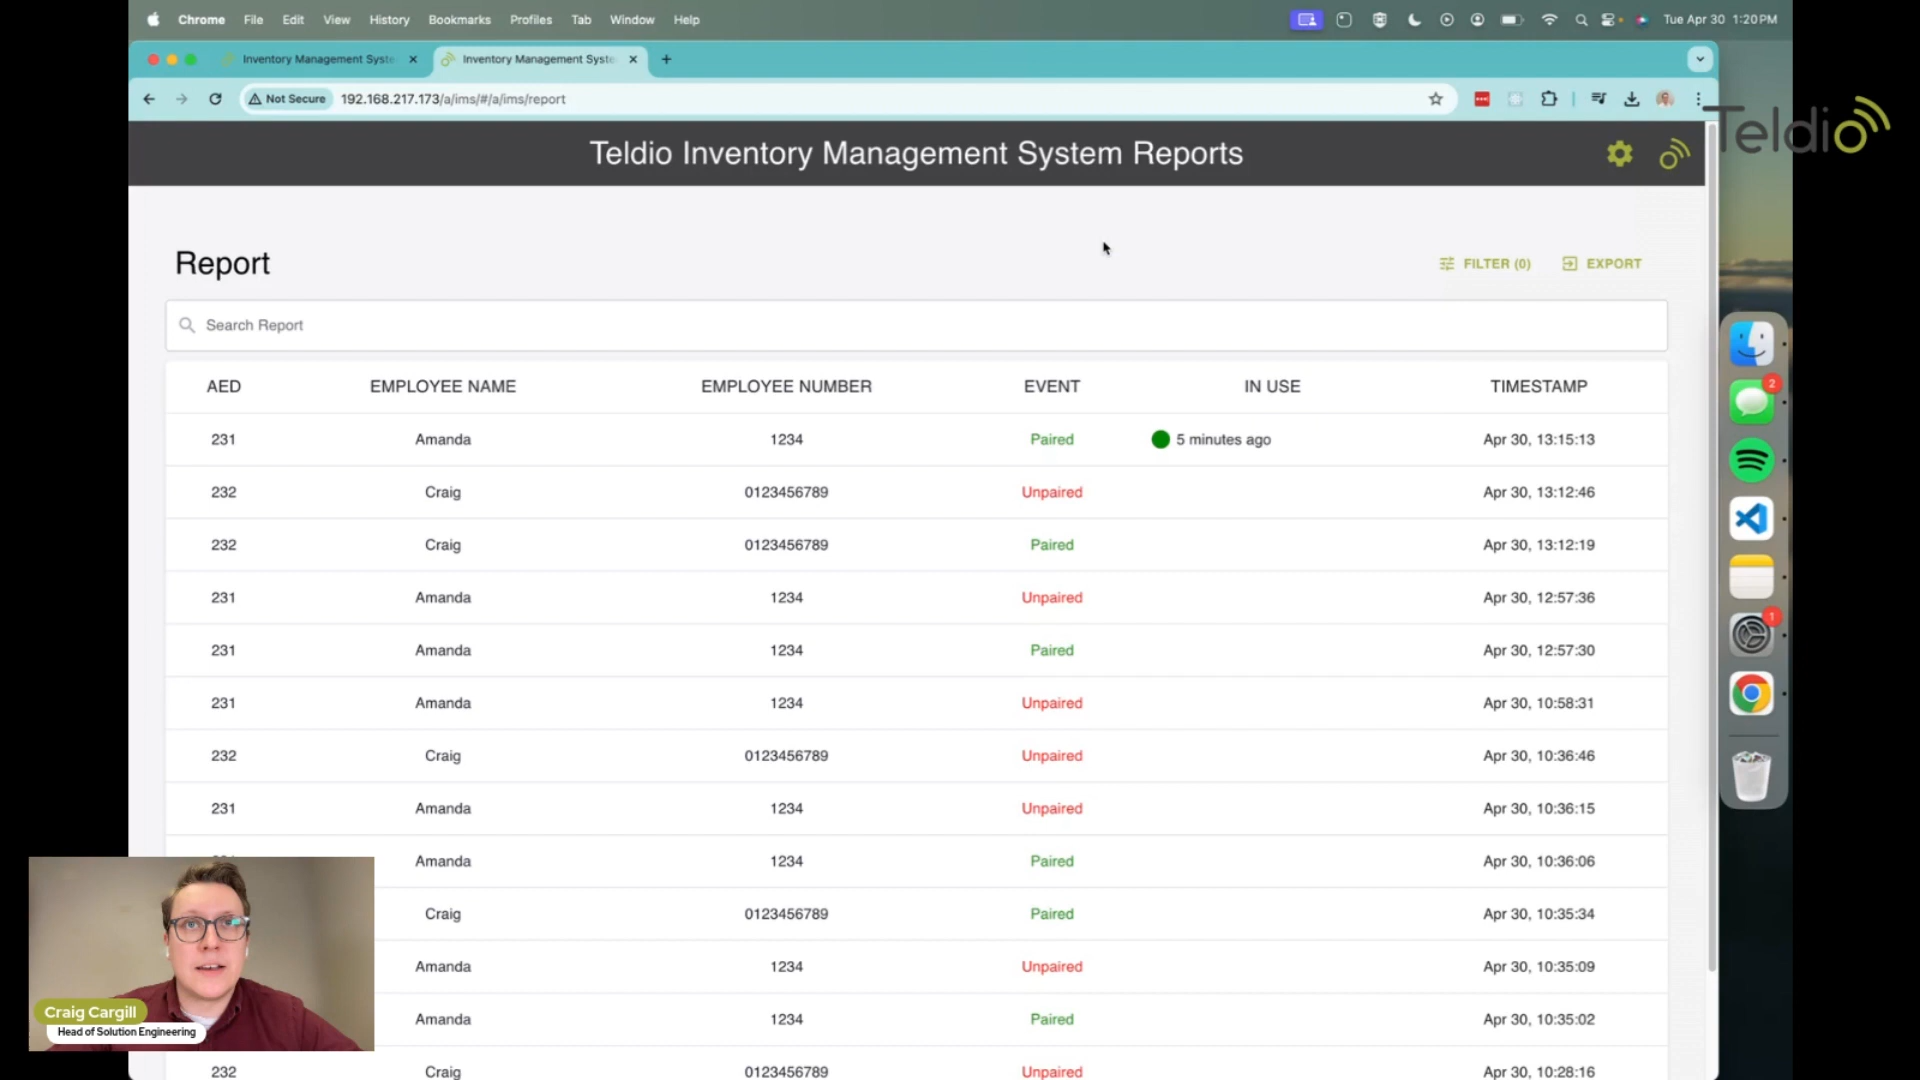 Chrome File Edit View History Bookmarks Profiles Tab Window Help Tue Apr 30 1:20 PM
Inventory Management Syste Inventory Management Syste
Not Secure 192.168.217.173/a/ims/#/a/ims/report
Teldio Inventory Management System Reports
Teldio
Report FILTER (0) EXPORT
Search Report
AED EMPLOYEE NAME EMPLOYEE NUMBER EVENT IN USE TIMESTAMP
231 Amanda 1234 Paired 5 minutes ago Apr 30, 13:15:13
232 Craig 0123456789 Unpaired Apr 30, 13:12:46
232 Craig 0123456789 Paired Apr 30, 13:12:19
231 Amanda 1234 Unpaired Apr 30, 12:57:36
231 Amanda 1234 Paired Apr 30, 12:57:30
231 Amanda 1234 Unpaired Apr 30, 10:58:31
232 Craig 0123456789 Unpaired Apr 30, 10:36:46
231 Amanda 1234 Unpaired Apr 30, 10:36:15
Amanda 1234 Paired Apr 30, 10:36:06
Craig 0123456789 Paired Apr 30, 10:35:34
Amanda 1234 Unpaired Apr 30, 10:35:09
Amanda 1234 Paired Apr 30, 10:35:02
232 Craig 0123456789 Unpaired Apr 30, 10:28:16
2
1
Craig Cargill
Head of Solution Engineering